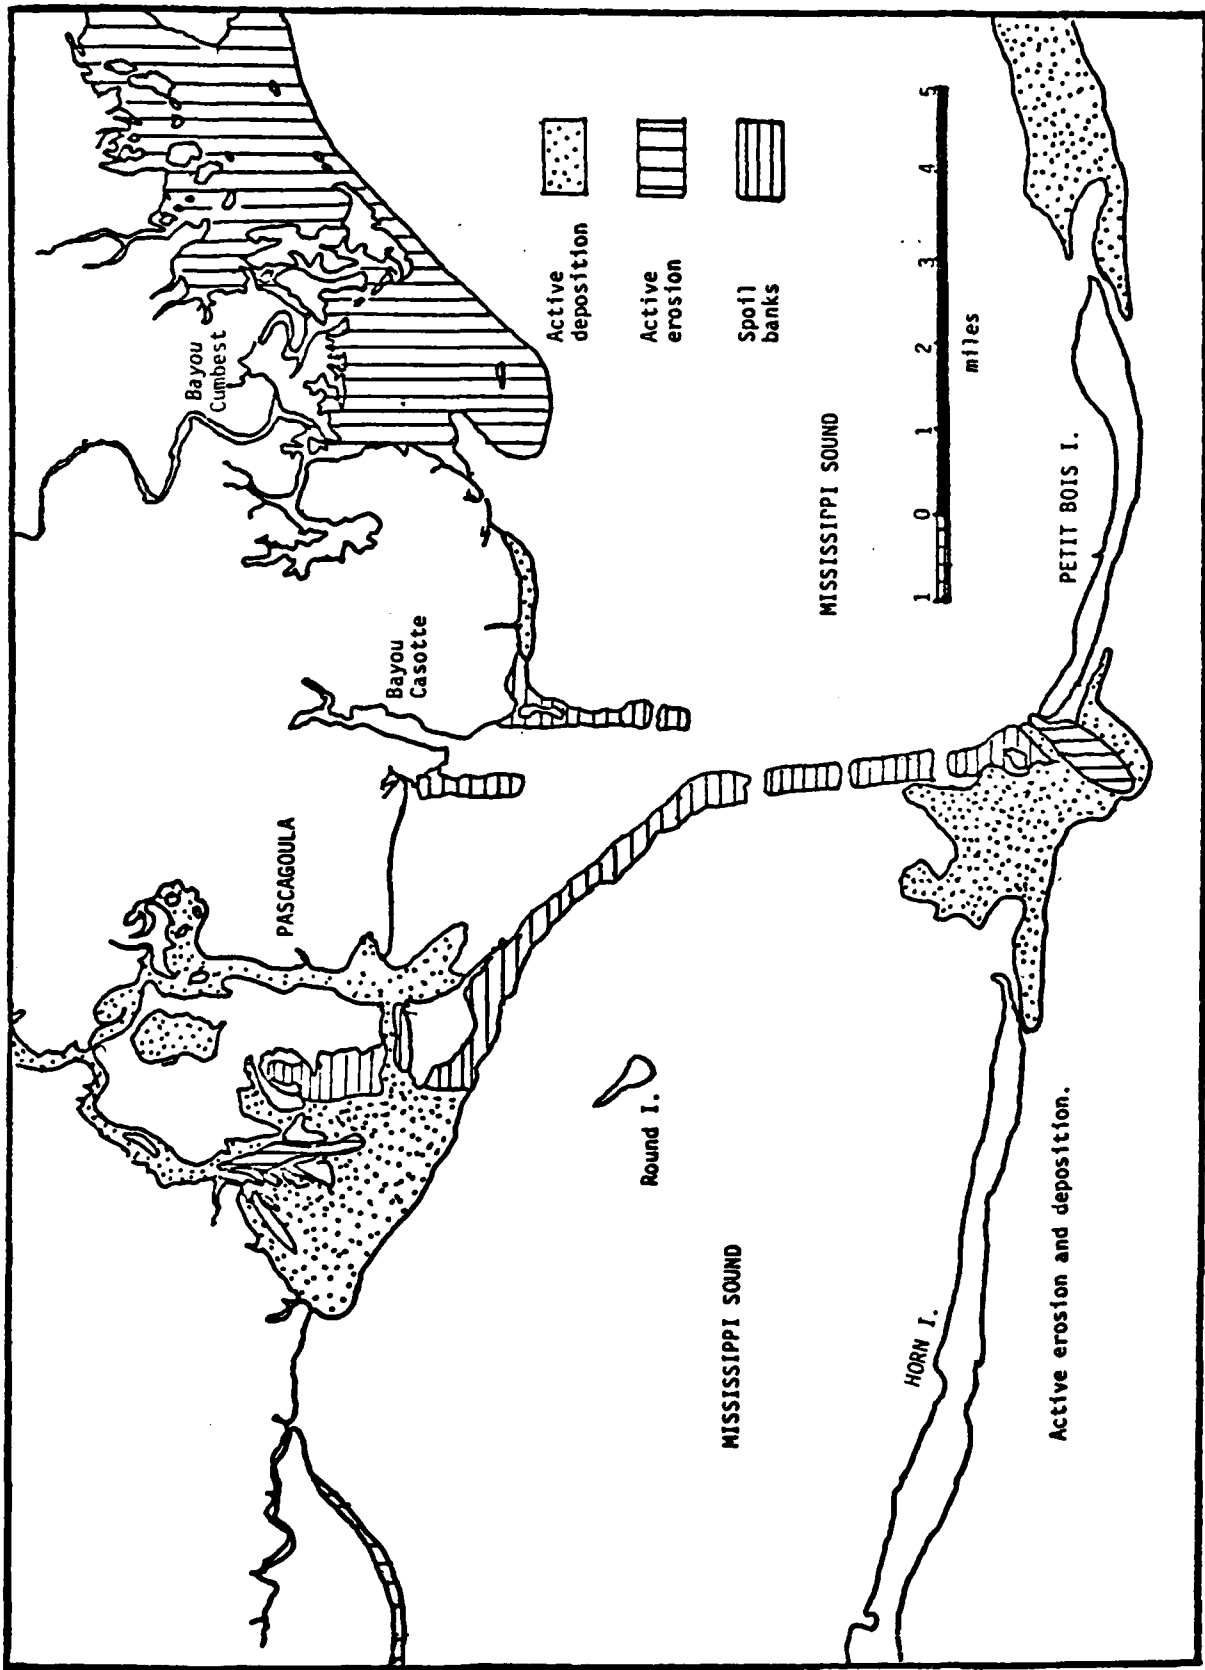 Bayou
Cumbest
Bayou
Casotte
PASCAGOULA
Active
deposition
Active
erosion
Spoil
banks
MISSISSIPPI SOUND
1 0 1 2 3 4 5
miles
Round I.
MISSISSIPPI SOUND
PETIT BOIS I.
HORN I.
Active erosion and deposition.